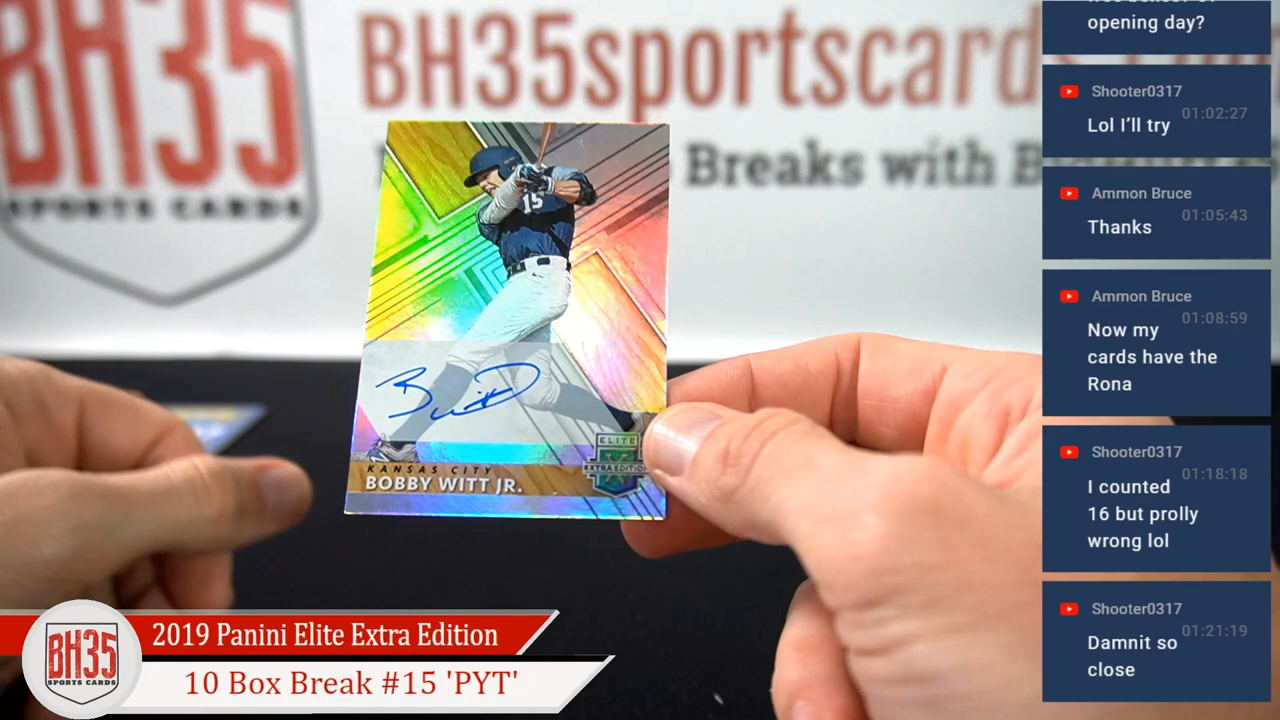 BH35
SPORTS CARDS
BH35sportscards
Breaks with
15
ELITE
EXTRA EDITION
KANSAS CITY
BOBBY WITT JR.
BH35
SPORTS CARDS
2019 Panini Elite Extra Edition
10 Box Break #15 'PYT'
opening day?
Shooter0317
01:02:27
Lol I'll try
Ammon Bruce
01:05:43
Thanks
Ammon Bruce
01:08:59
Now my
cards have the
Rona
Shooter0317
01:18:18
I counted
16 but prolly
wrong lol
Shooter0317
01:21:19
Damnit so
close